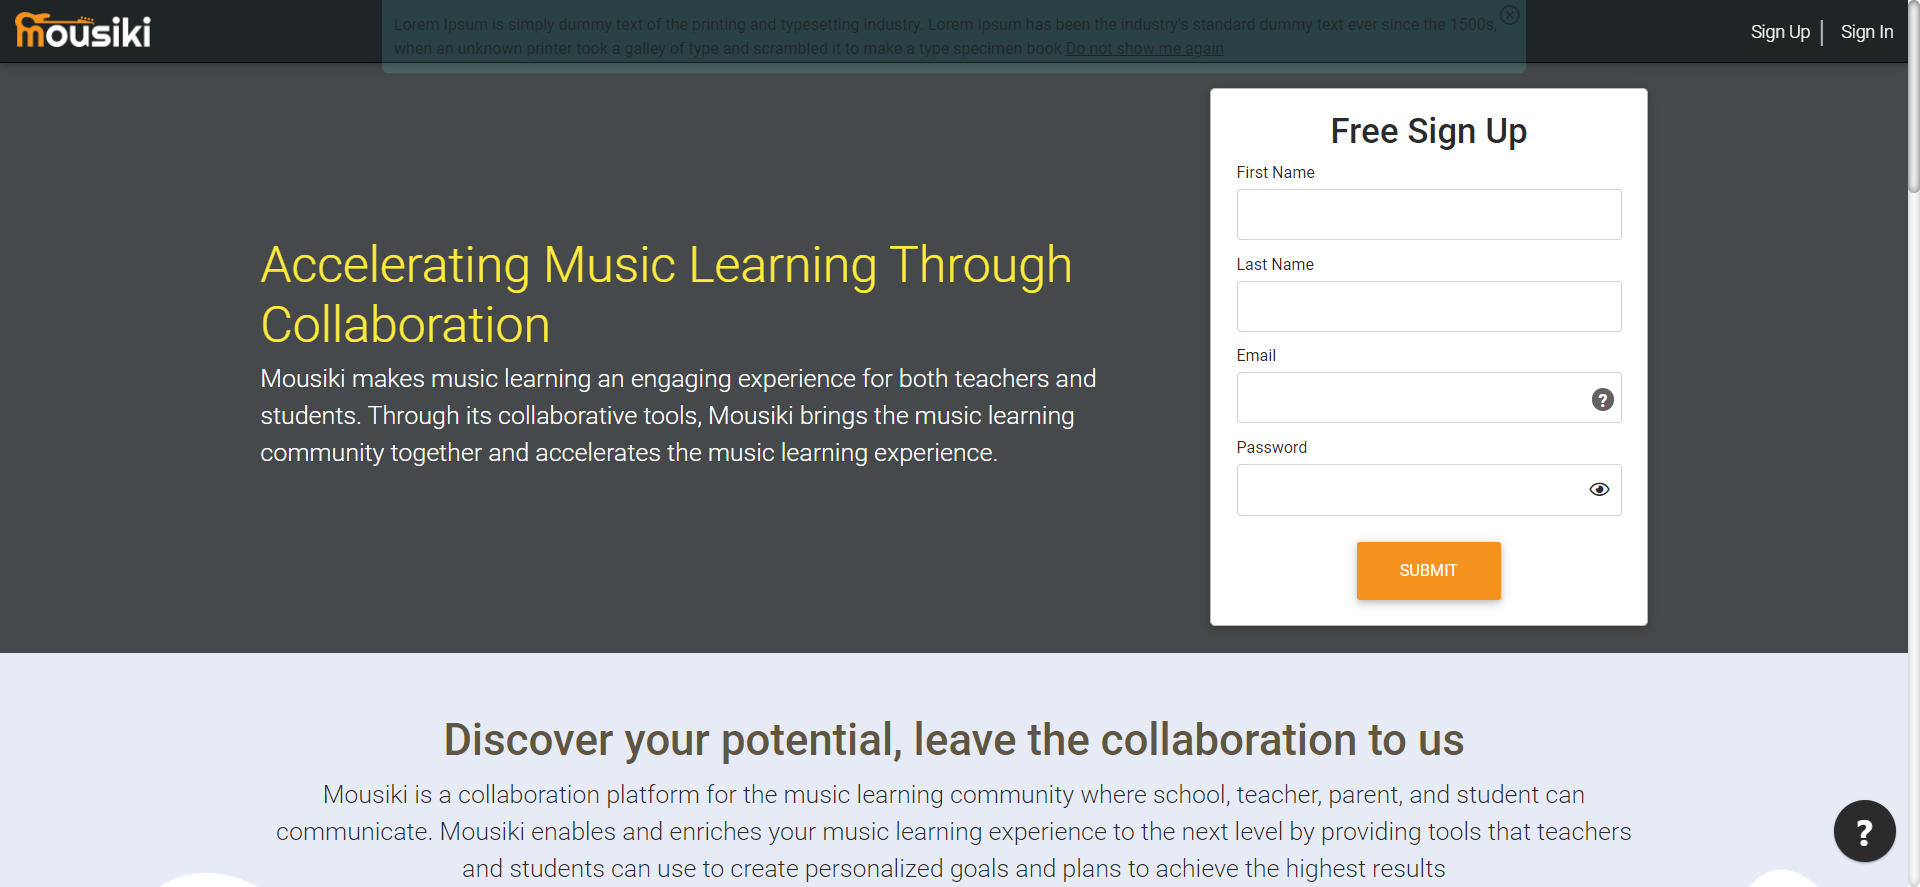 mousiki
Lorem Ipsum is simply dummy text of the printing and typesetting industry. Lorem Ipsum has been the industry's standard dummy text ever since the 1500s,
when an unknown printer took a galley of type and scrambled it to make a type specimen book Do not show me again
Sign Up
Sign In
Accelerating Music Learning Through
Collaboration
Mousiki makes music learning an engaging experience for both teachers and
students. Through its collaborative tools, Mousiki brings the music learning
community together and accelerates the music learning experience.
Free Sign Up
First Name
Last Name
Email
?
Password
SUBMIT
Discover your potential, leave the collaboration to us
Mousiki is a collaboration platform for the music learning community where school, teacher, parent, and student can
communicate. Mousiki enables and enriches your music learning experience to the next level by providing tools that teachers
and students can use to create personalized goals and plans to achieve the highest results
?